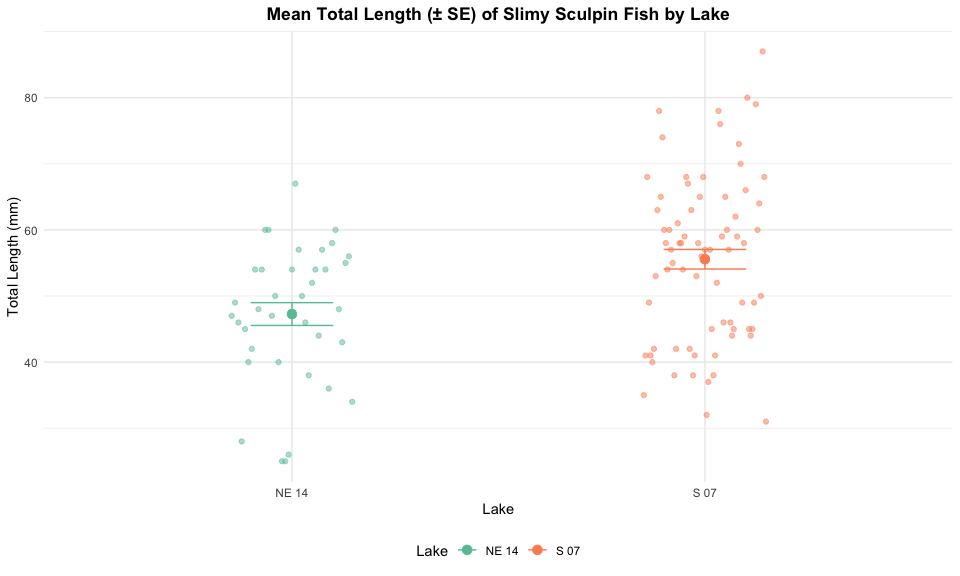 Mean Total Length (± SE) of Slimy Sculpin Fish by Lake
Total Length (mm)
80
60
40
NE 14
S 07
Lake
Lake
NE 14
S 07